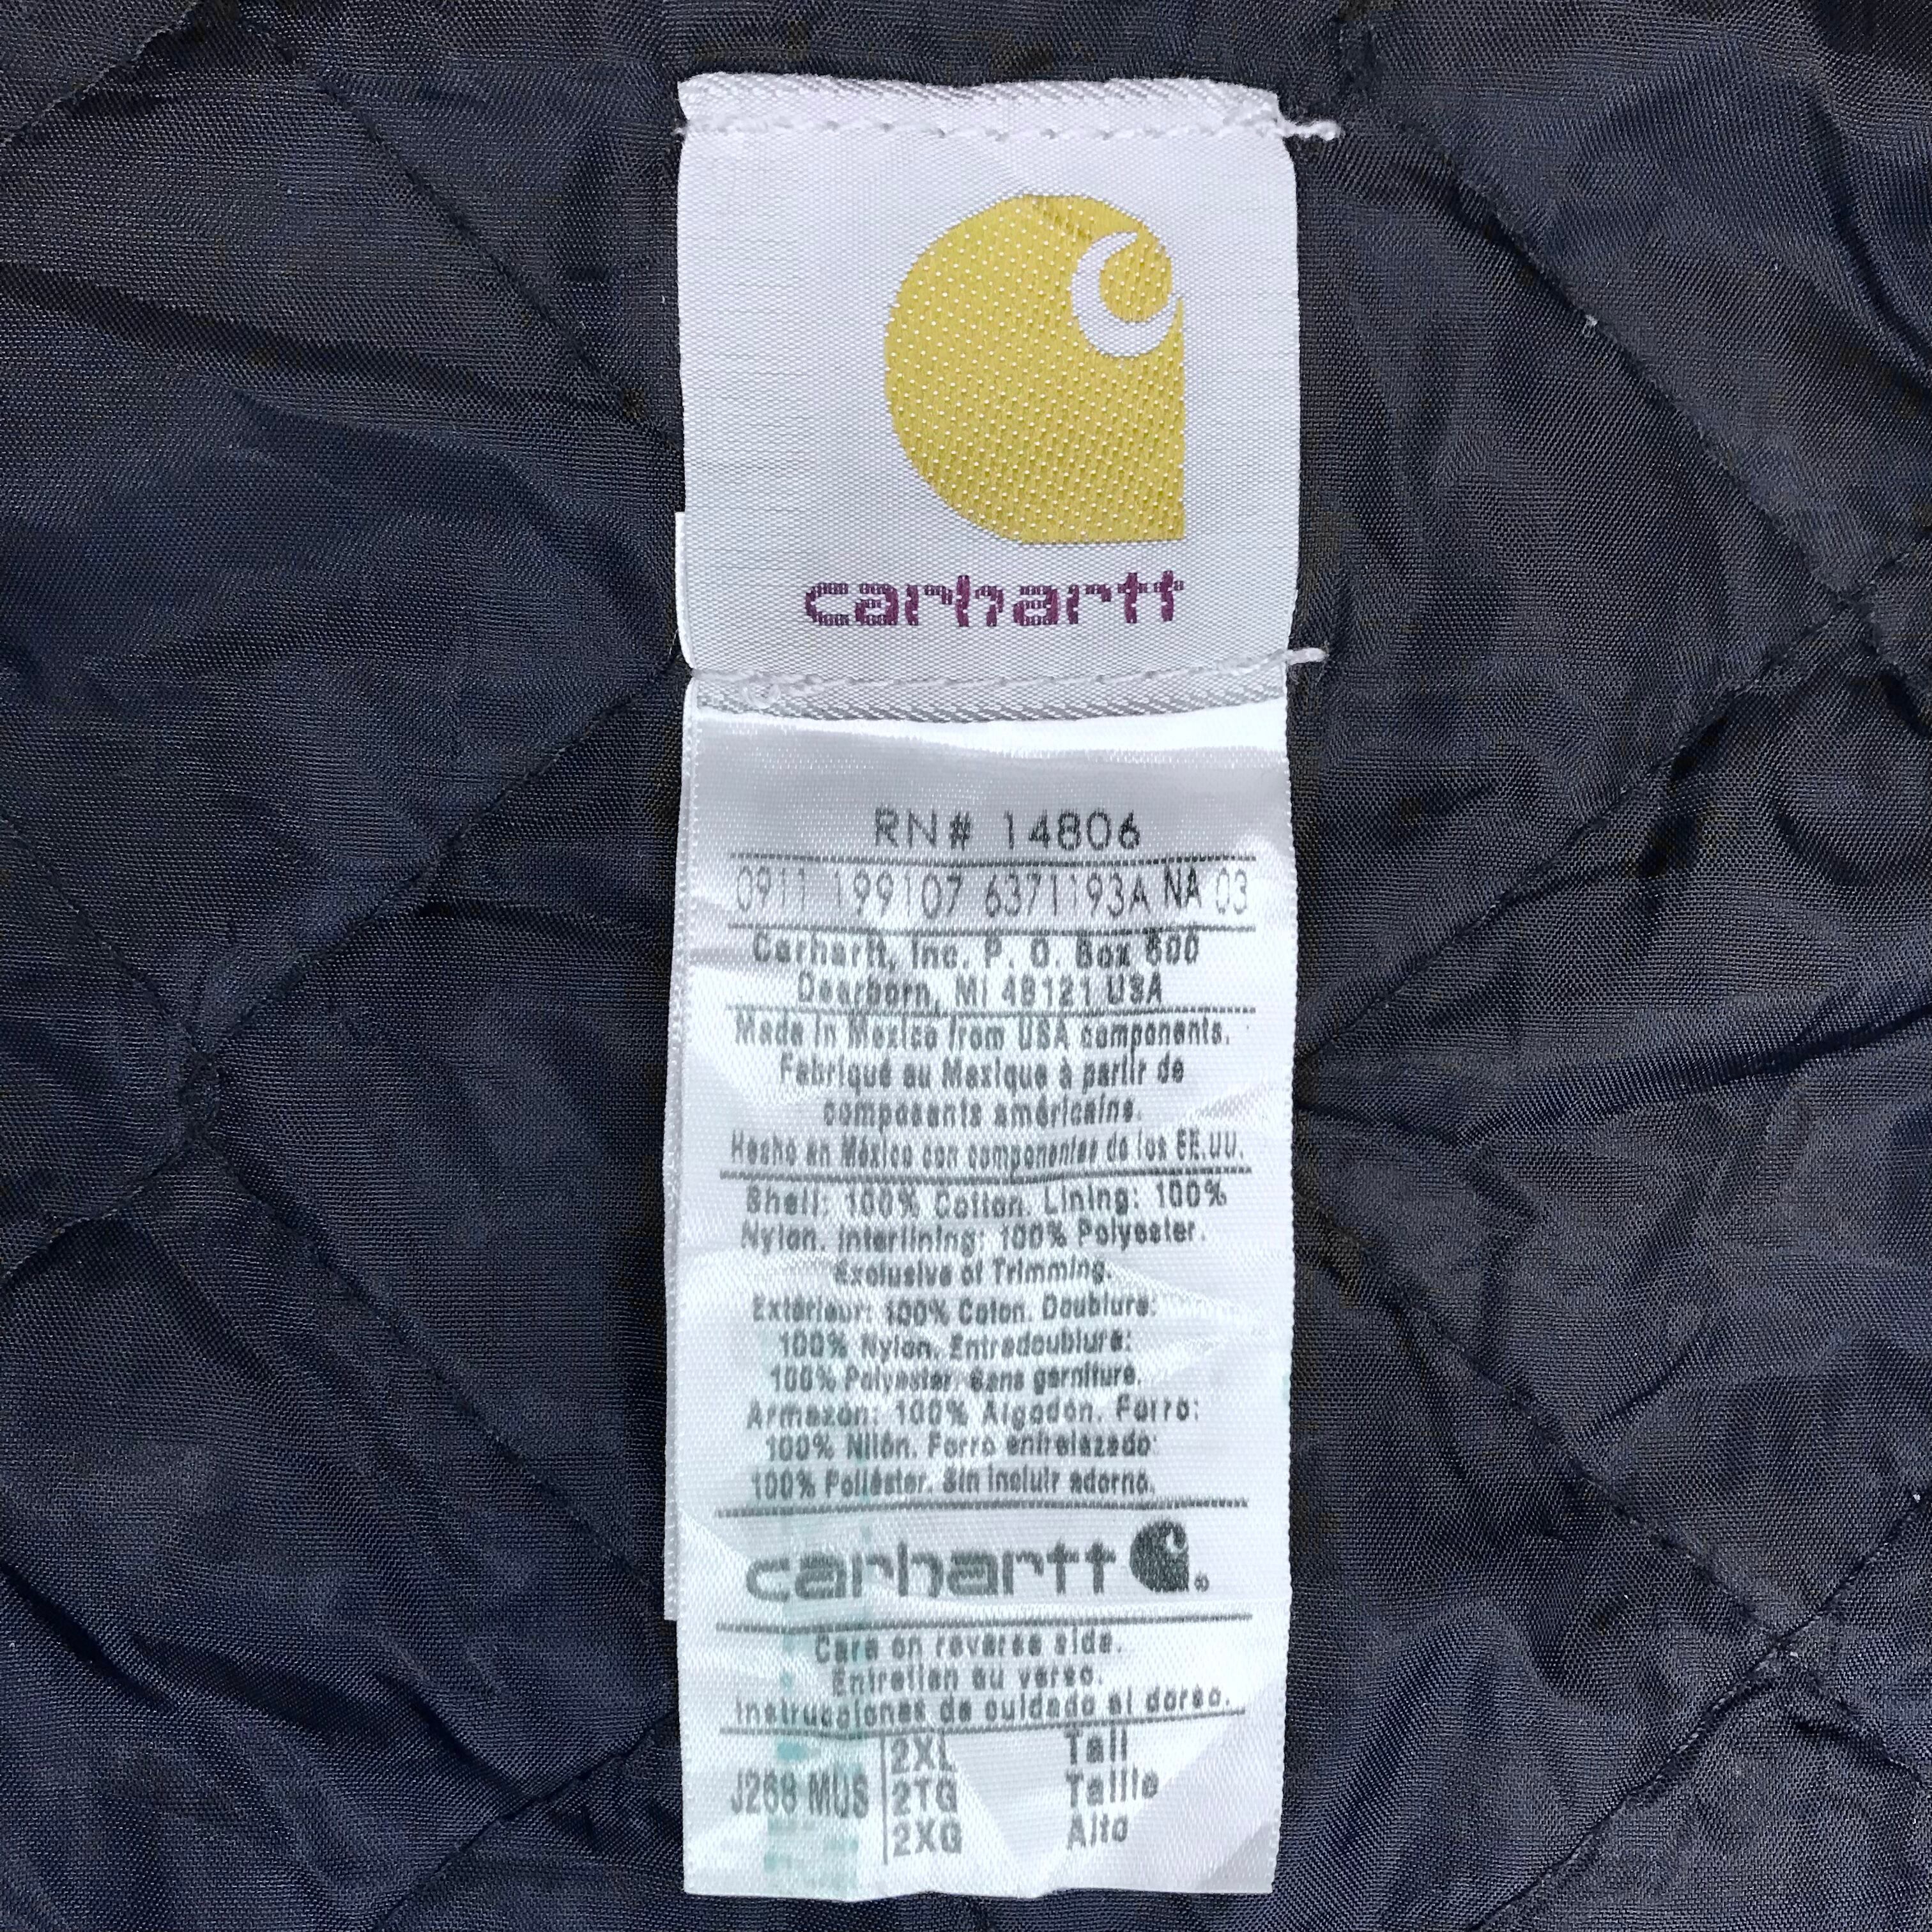 carhartt
RN# 14806
0911 199107 6371193A NA 03
Carhartt, Inc. P. O. Box 600
Dearborn, MI 48121 USA
Made in Mexico from USA components.
Fabriqué au Mexique à partir de
composants américains.
Hecho en México con componentes de los EE.UU.
Shell: 100% Cotton. Lining: 100%
Nylon. Interlining: 100% Polyester.
Exclusive of Trimming.
Extérieur: 100% Coton. Doublure:
100% Nylon. Entredoublure:
100% Polyester. Sans garniture.
Armazon: 100% Algodón. Forro:
100% Nilón. Forro entrelazado:
100% Poliéster. Sin incluir adorno.
carhartt ®
Care on reverse side.
Entretien au verso.
Instrucciones de cuidado al dorso.
2XL Tall
J268 MUS 2TG Taille
2XG Alto